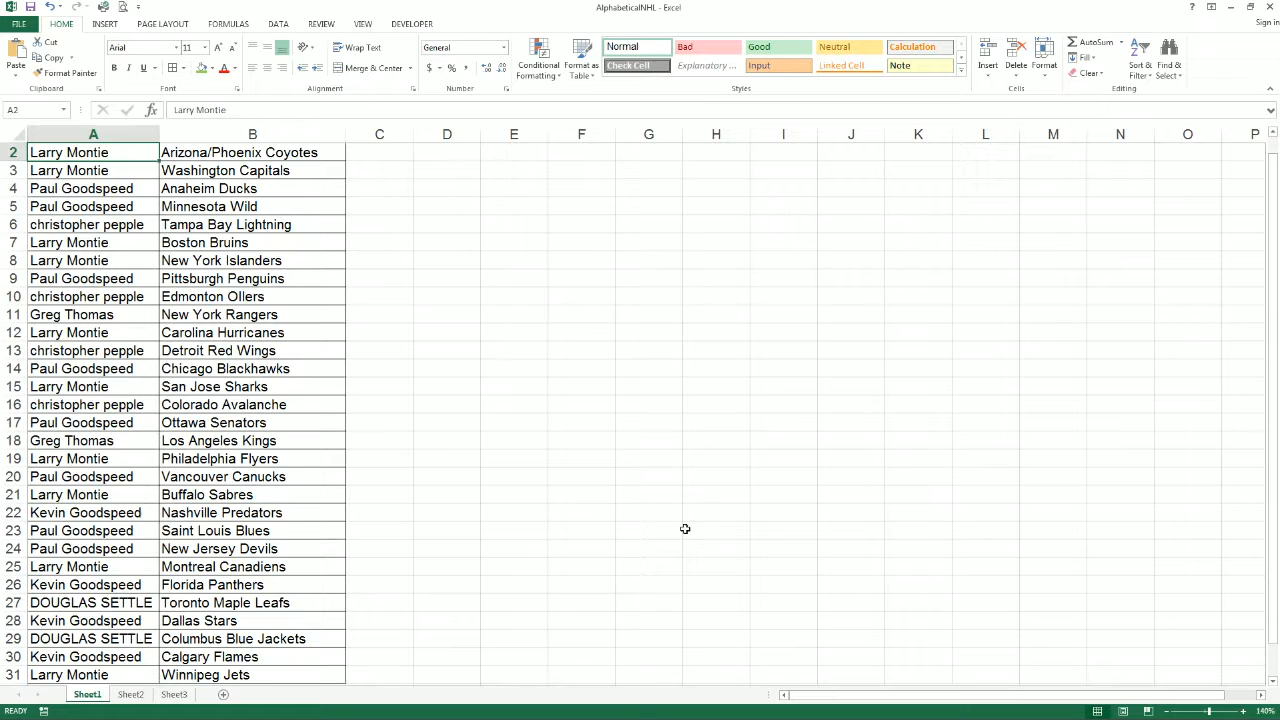 AlphabeticalNHL - Excel
Sign in
FILE HOME INSERT PAGE LAYOUT FORMULAS DATA REVIEW VIEW DEVELOPER
Paste
Cut
Copy
Format Painter
Clipboard
Arial 11
B I U
Font
Wrap Text
Merge & Center
Alignment
General
$ % ,
Number
Conditional Formatting
Format as Table
Normal Bad Good Neutral Calculation
Check Cell Explanatory ... Input Linked Cell Note
Styles
Insert Delete Format
Cells
AutoSum
Fill
Clear
Sort & Filter
Find & Select
Editing
A2 fx Larry Montie
A B C D E F G H I J K L M N O P
2 Larry Montie Arizona/Phoenix Coyotes
3 Larry Montie Washington Capitals
4 Paul Goodspeed Anaheim Ducks
5 Paul Goodspeed Minnesota Wild
6 christopher pepple Tampa Bay Lightning
7 Larry Montie Boston Bruins
8 Larry Montie New York Islanders
9 Paul Goodspeed Pittsburgh Penguins
10 christopher pepple Edmonton OIlers
11 Greg Thomas New York Rangers
12 Larry Montie Carolina Hurricanes
13 christopher pepple Detroit Red Wings
14 Paul Goodspeed Chicago Blackhawks
15 Larry Montie San Jose Sharks
16 christopher pepple Colorado Avalanche
17 Paul Goodspeed Ottawa Senators
18 Greg Thomas Los Angeles Kings
19 Larry Montie Philadelphia Flyers
20 Paul Goodspeed Vancouver Canucks
21 Larry Montie Buffalo Sabres
22 Kevin Goodspeed Nashville Predators
23 Paul Goodspeed Saint Louis Blues
24 Paul Goodspeed New Jersey Devils
25 Larry Montie Montreal Canadiens
26 Kevin Goodspeed Florida Panthers
27 DOUGLAS SETTLE Toronto Maple Leafs
28 Kevin Goodspeed Dallas Stars
29 DOUGLAS SETTLE Columbus Blue Jackets
30 Kevin Goodspeed Calgary Flames
31 Larry Montie Winnipeg Jets
Sheet1 Sheet2 Sheet3
READY 140%